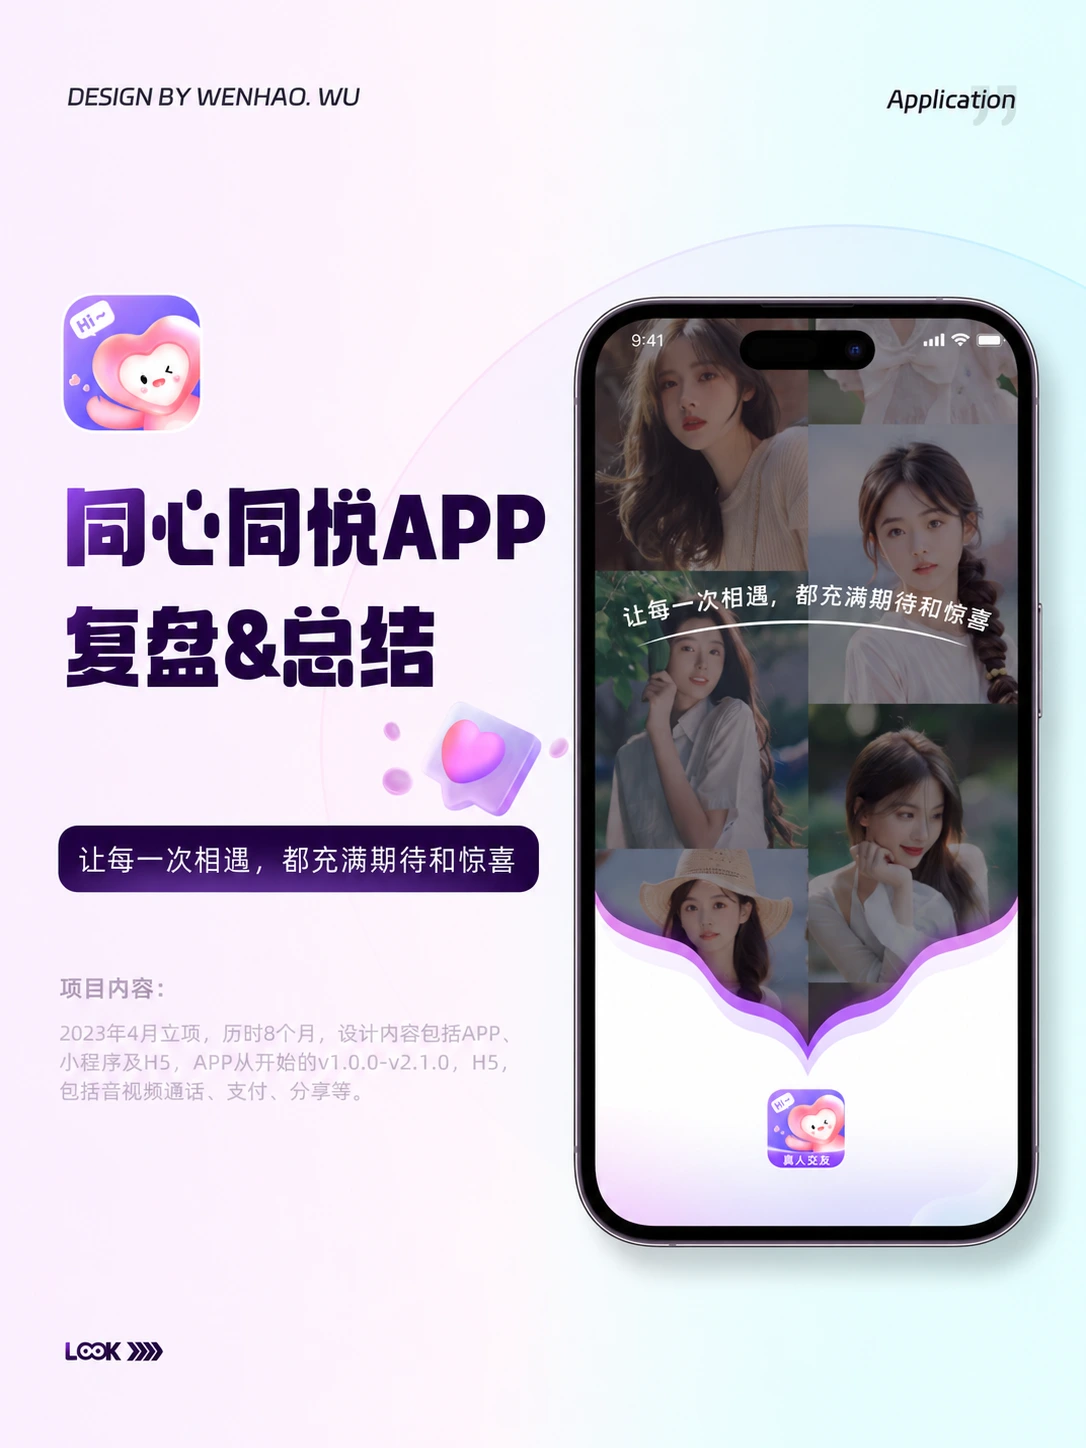 DESIGN BY WENHAO. WU
Application
Hi~
同心同悦APP
复盘&总结
让每一次相遇，都充满期待和惊喜
项目内容：
2023年4月立项，历时8个月，设计内容包括APP、
小程序及H5，APP从开始的v1.0.0-v2.1.0，H5，
包括音视频通话、支付、分享等。
9:41
让每一次相遇，都充满期待和惊喜
Hi~
真人交友
LOOK